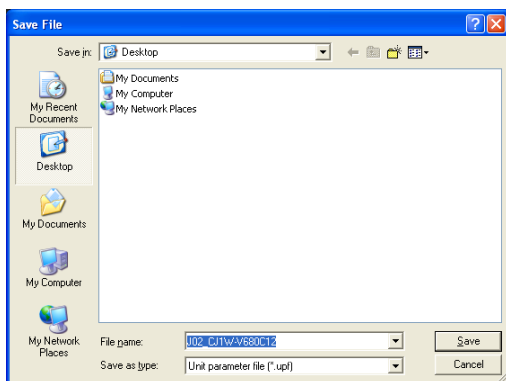 Save File
Save in:
Desktop
My Documents
My Computer
My Network Places
My Recent
Documents
Desktop
My Documents
My Computer
My Network
Places
File name:
J02_CJ1W-V680C12
Save
Save as type:
Unit parameter file (*.upf)
Cancel